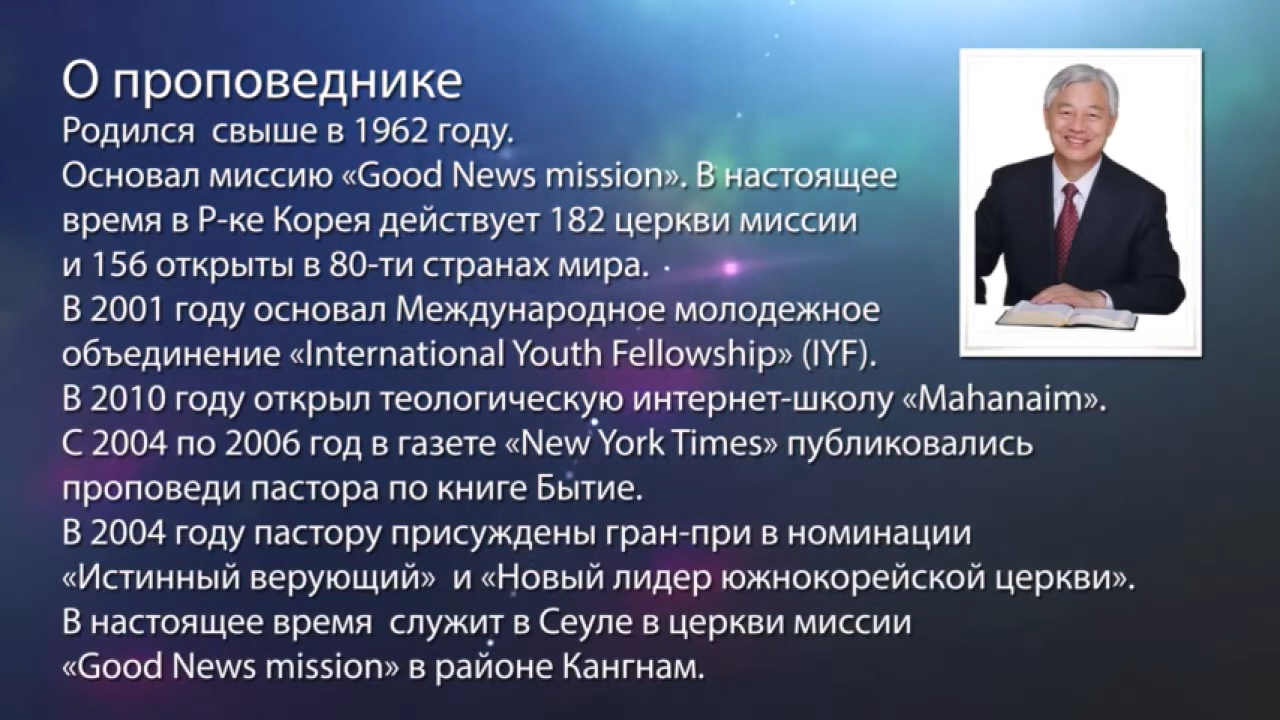 О проповеднике
Родился свыше в 1962 году.
Основал миссию «Good News mission». В настоящее
время в Р-ке Корея действует 182 церкви миссии
и 156 открыты в 80-ти странах мира.
В 2001 году основал Международное молодежное
объединение «International Youth Fellowship» (IYF).
В 2010 году открыл теологическую интернет-школу «Mahanaim».
С 2004 по 2006 год в газете «New York Times» публиковались
проповеди пастора по книге Бытие.
В 2004 году пастору присуждены гран-при в номинации
«Истинный верующий» и «Новый лидер южнокорейской церкви».
В настоящее время служит в Сеуле в церкви миссии
«Good News mission» в районе Кангнам.